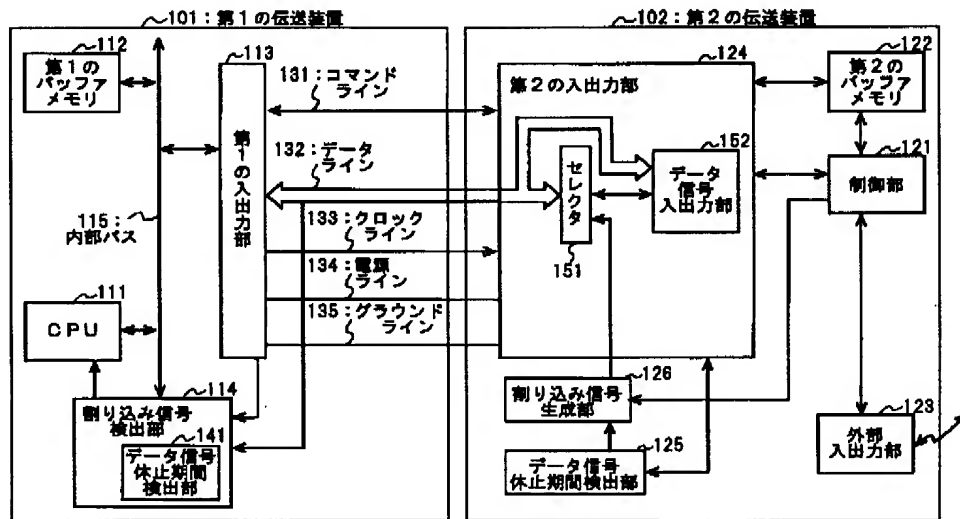 101：第１の伝送装置
112
第１の
バッファ
メモリ
113
第１の入出力部
115：
内部バス
111
ＣＰＵ
114
割り込み信号
検出部
141
データ信号
休止期間
検出部
131：コマンド
ライン
132：データ
ライン
133：クロック
ライン
134：電源
ライン
135：グラウンド
ライン
102：第２の伝送装置
124
第２の入出力部
セレクタ
151
152
データ
信号
入出力部
122
第２の
バッファ
メモリ
121
制御部
126
割り込み信号
生成部
125
データ信号
休止期間検出部
123
外部
入出力部